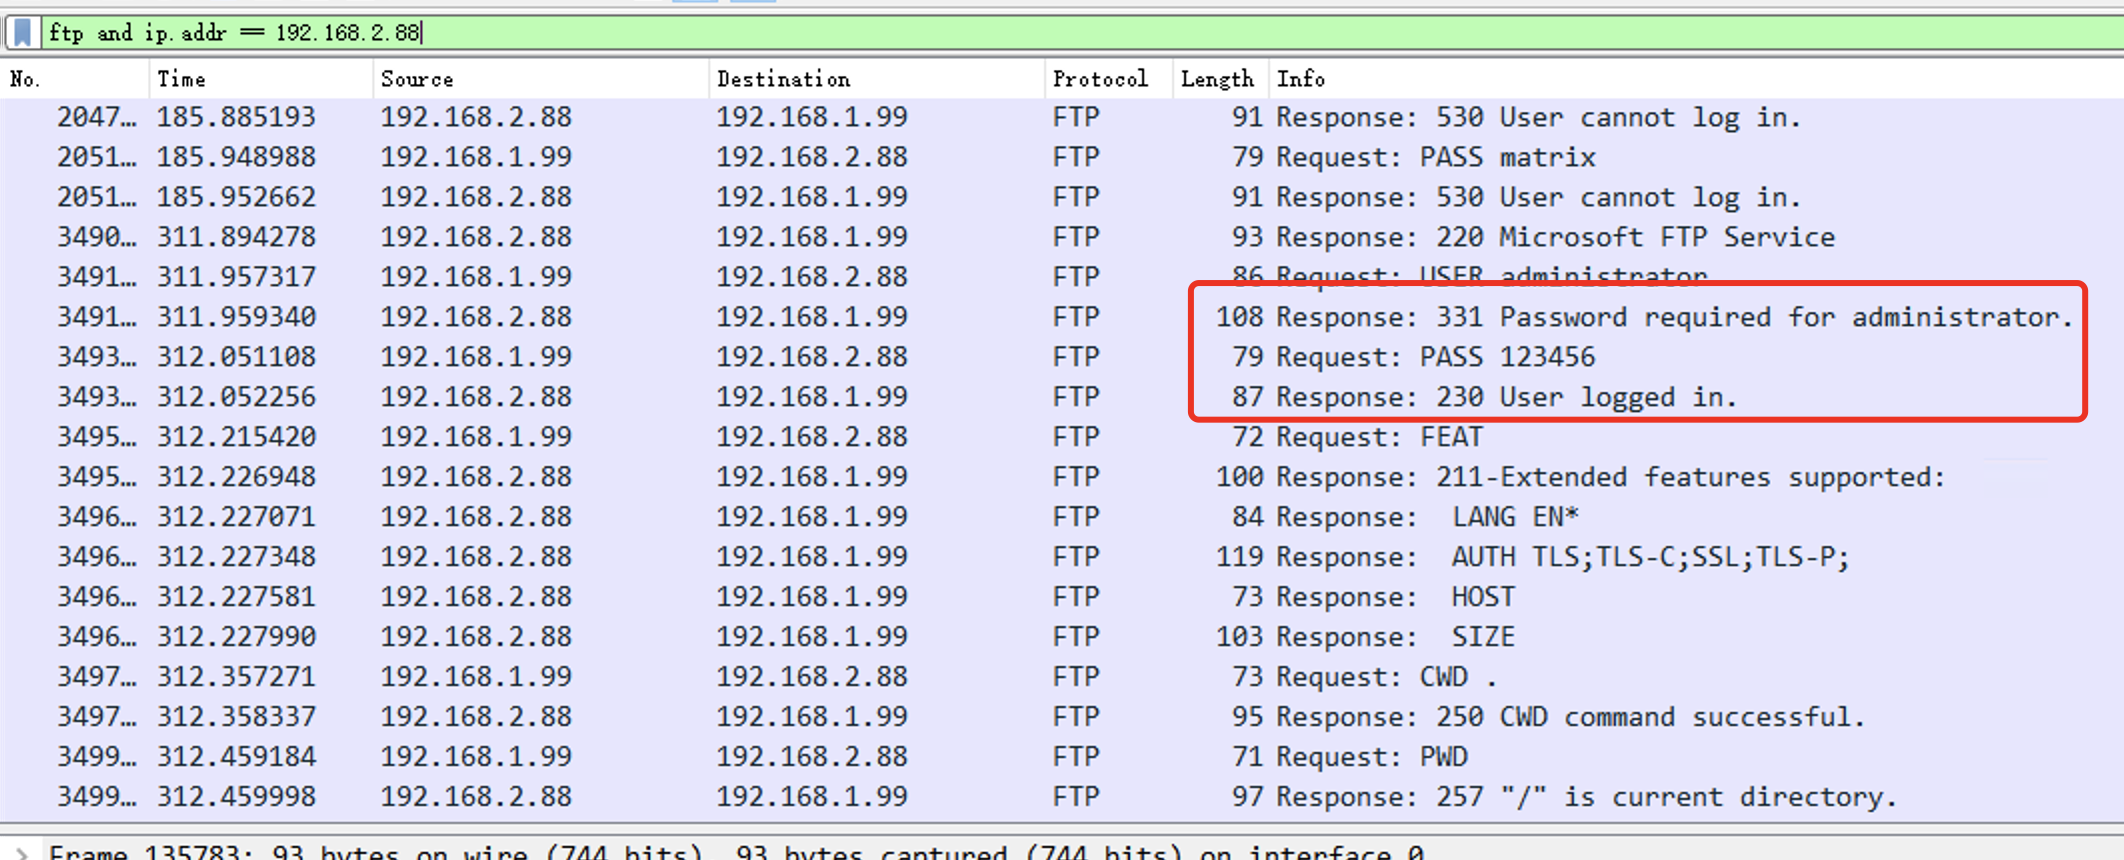 ftp and ip.addr == 192.168.2.88
No. Time Source Destination Protocol Length Info
2047… 185.885193 192.168.2.88 192.168.1.99 FTP 91 Response: 530 User cannot log in.
2051… 185.948988 192.168.1.99 192.168.2.88 FTP 79 Request: PASS matrix
2051… 185.952662 192.168.2.88 192.168.1.99 FTP 91 Response: 530 User cannot log in.
3490… 311.894278 192.168.2.88 192.168.1.99 FTP 93 Response: 220 Microsoft FTP Service
3491… 311.957317 192.168.1.99 192.168.2.88 FTP 86 Request: USER administrator
3491… 311.959340 192.168.2.88 192.168.1.99 FTP 108 Response: 331 Password required for administrator.
3493… 312.051108 192.168.1.99 192.168.2.88 FTP 79 Request: PASS 123456
3493… 312.052256 192.168.2.88 192.168.1.99 FTP 87 Response: 230 User logged in.
3495… 312.215420 192.168.1.99 192.168.2.88 FTP 72 Request: FEAT
3495… 312.226948 192.168.2.88 192.168.1.99 FTP 100 Response: 211-Extended features supported:
3496… 312.227071 192.168.2.88 192.168.1.99 FTP 84 Response: LANG EN*
3496… 312.227348 192.168.2.88 192.168.1.99 FTP 119 Response: AUTH TLS;TLS-C;SSL;TLS-P;
3496… 312.227581 192.168.2.88 192.168.1.99 FTP 73 Response: HOST
3496… 312.227990 192.168.2.88 192.168.1.99 FTP 103 Response: SIZE
3497… 312.357271 192.168.1.99 192.168.2.88 FTP 73 Request: CWD .
3497… 312.358337 192.168.2.88 192.168.1.99 FTP 95 Response: 250 CWD command successful.
3499… 312.459184 192.168.1.99 192.168.2.88 FTP 71 Request: PWD
3499… 312.459998 192.168.2.88 192.168.1.99 FTP 97 Response: 257 "/" is current directory.
Frame 135783: 93 bytes on wire (744 bits), 93 bytes captured (744 bits) on interface 0